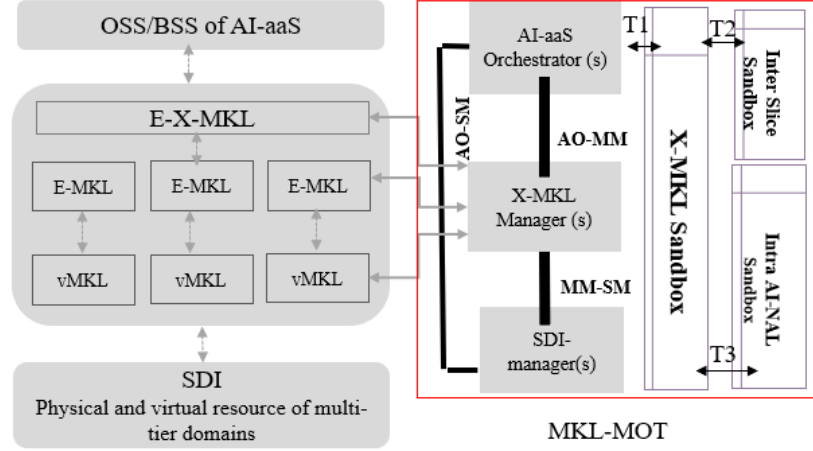 OSS/BSS of AI-aaS
E-X-MKL
E-MKL
E-MKL
E-MKL
vMKL
vMKL
vMKL
SDI
Physical and virtual resource of multi-
tier domains
AI-aaS
Orchestrator (s)
AO-SM
AO-MM
X-MKL
Manager (s)
MM-SM
SDI-
manager(s)
T1
T2
X-MKL Sandbox
Inter Slice
Sandbox
Intra AI-NAL
Sandbox
T3
MKL-MOT